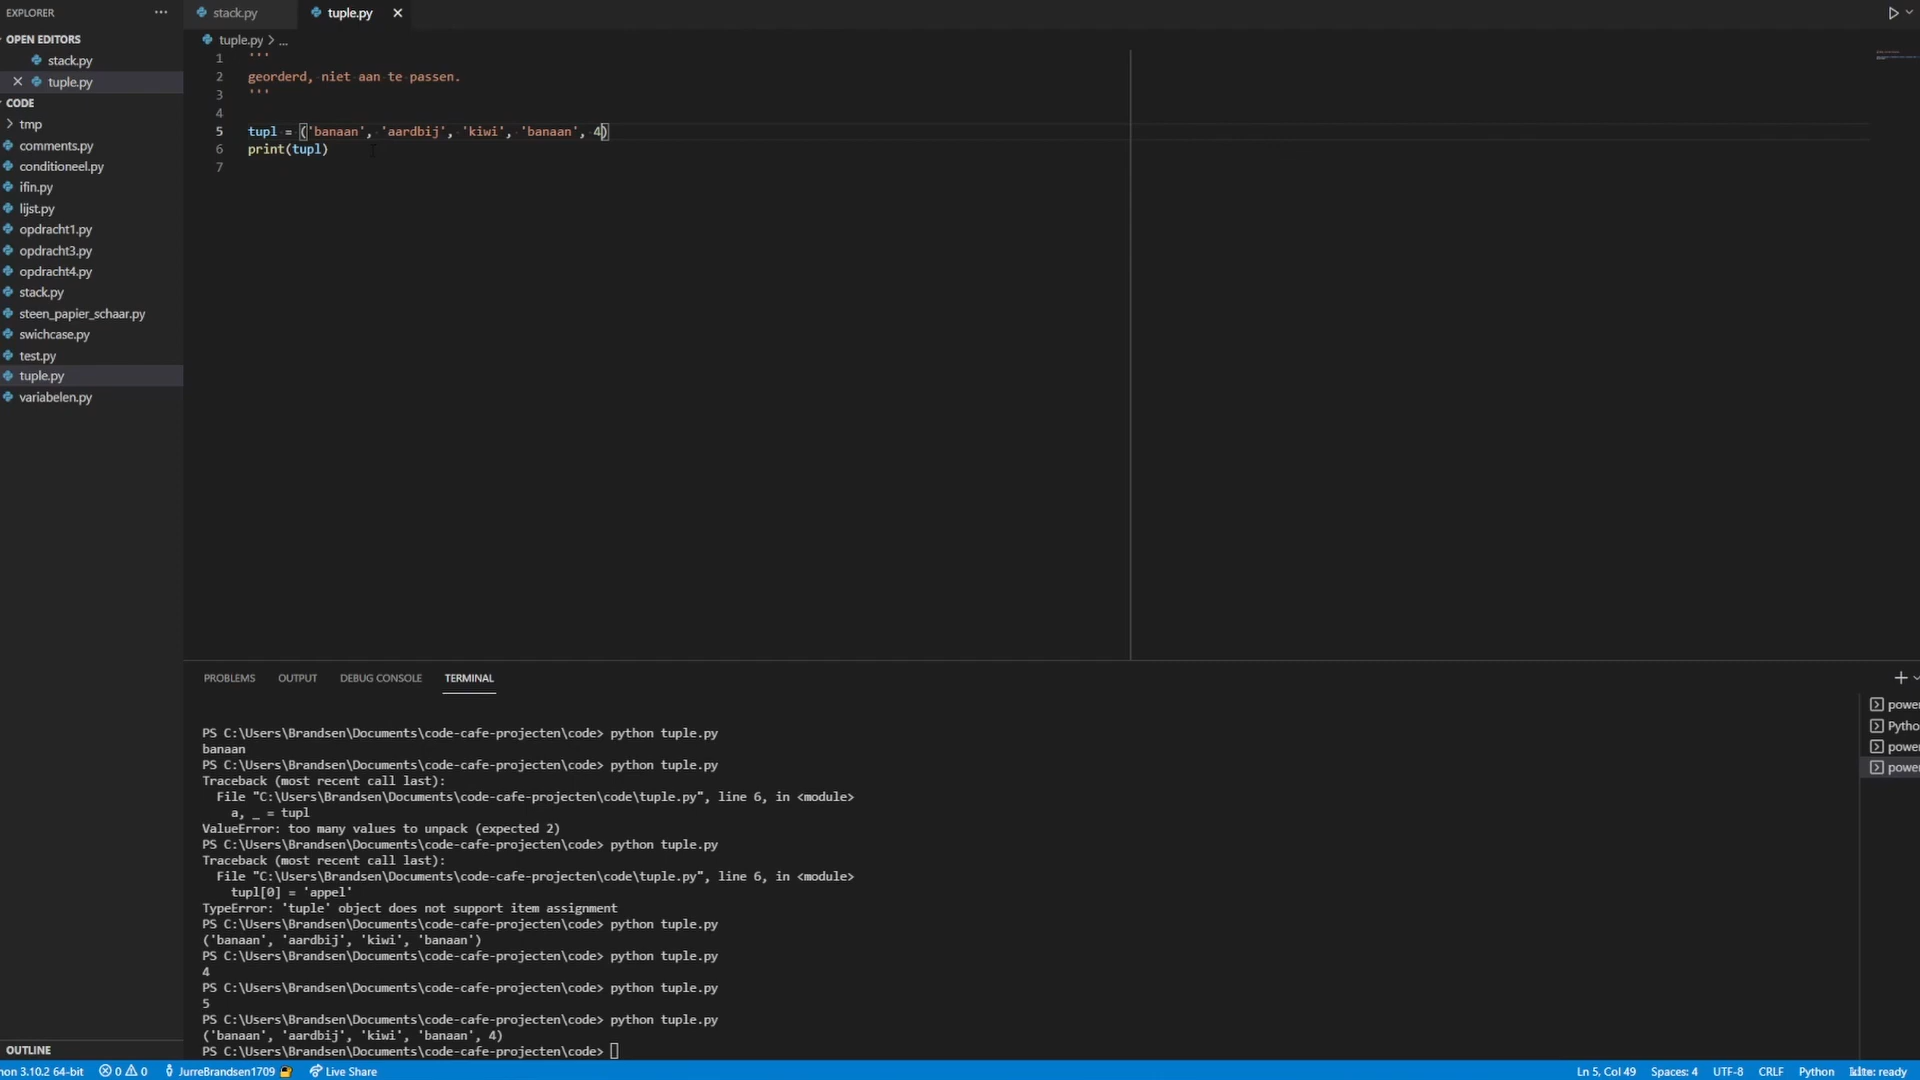 EXPLORER
stack.py
tuple.py
OPEN EDITORS
stack.py
tuple.py
tuple.py > ...
CODE
tmp
comments.py
conditioneel.py
ifin.py
lijst.py
opdracht1.py
opdracht3.py
opdracht4.py
stack.py
steen_papier_schaar.py
swichcase.py
test.py
tuple.py
variabelen.py
1 '''
2 georderd, niet aan te passen.
3 '''
4
5 tupl = ('banaan', 'aardbij', 'kiwi', 'banaan', 4)
6 print(tupl)
7
PROBLEMS OUTPUT DEBUG CONSOLE TERMINAL
PS C:\Users\Brandsen\Documents\code-cafe-projecten\code> python tuple.py
banaan
PS C:\Users\Brandsen\Documents\code-cafe-projecten\code> python tuple.py
Traceback (most recent call last):
File "C:\Users\Brandsen\Documents\code-cafe-projecten\code\tuple.py", line 6, in <module>
a, _ = tupl
ValueError: too many values to unpack (expected 2)
PS C:\Users\Brandsen\Documents\code-cafe-projecten\code> python tuple.py
Traceback (most recent call last):
File "C:\Users\Brandsen\Documents\code-cafe-projecten\code\tuple.py", line 6, in <module>
tupl[0] = 'appel'
TypeError: 'tuple' object does not support item assignment
PS C:\Users\Brandsen\Documents\code-cafe-projecten\code> python tuple.py
('banaan', 'aardbij', 'kiwi', 'banaan')
PS C:\Users\Brandsen\Documents\code-cafe-projecten\code> python tuple.py
4
PS C:\Users\Brandsen\Documents\code-cafe-projecten\code> python tuple.py
5
PS C:\Users\Brandsen\Documents\code-cafe-projecten\code> python tuple.py
('banaan', 'aardbij', 'kiwi', 'banaan', 4)
PS C:\Users\Brandsen\Documents\code-cafe-projecten\code>
power
Pytho
power
power
OUTLINE
hon 3.10.2 64-bit 0 0 JurreBrandsen1709 Live Share Ln 5, Col 49 Spaces: 4 UTF-8 CRLF Python ready